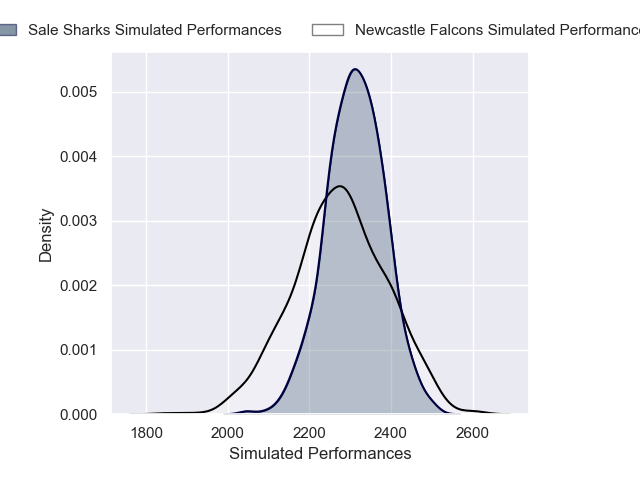 Sale Sharks Simulated Performances Newcastle Falcons Simulated
0.005
0.004
0.003
0.002
0.001
0.000
Density
1800 2000 2200 2400 2600
Simulated Performances